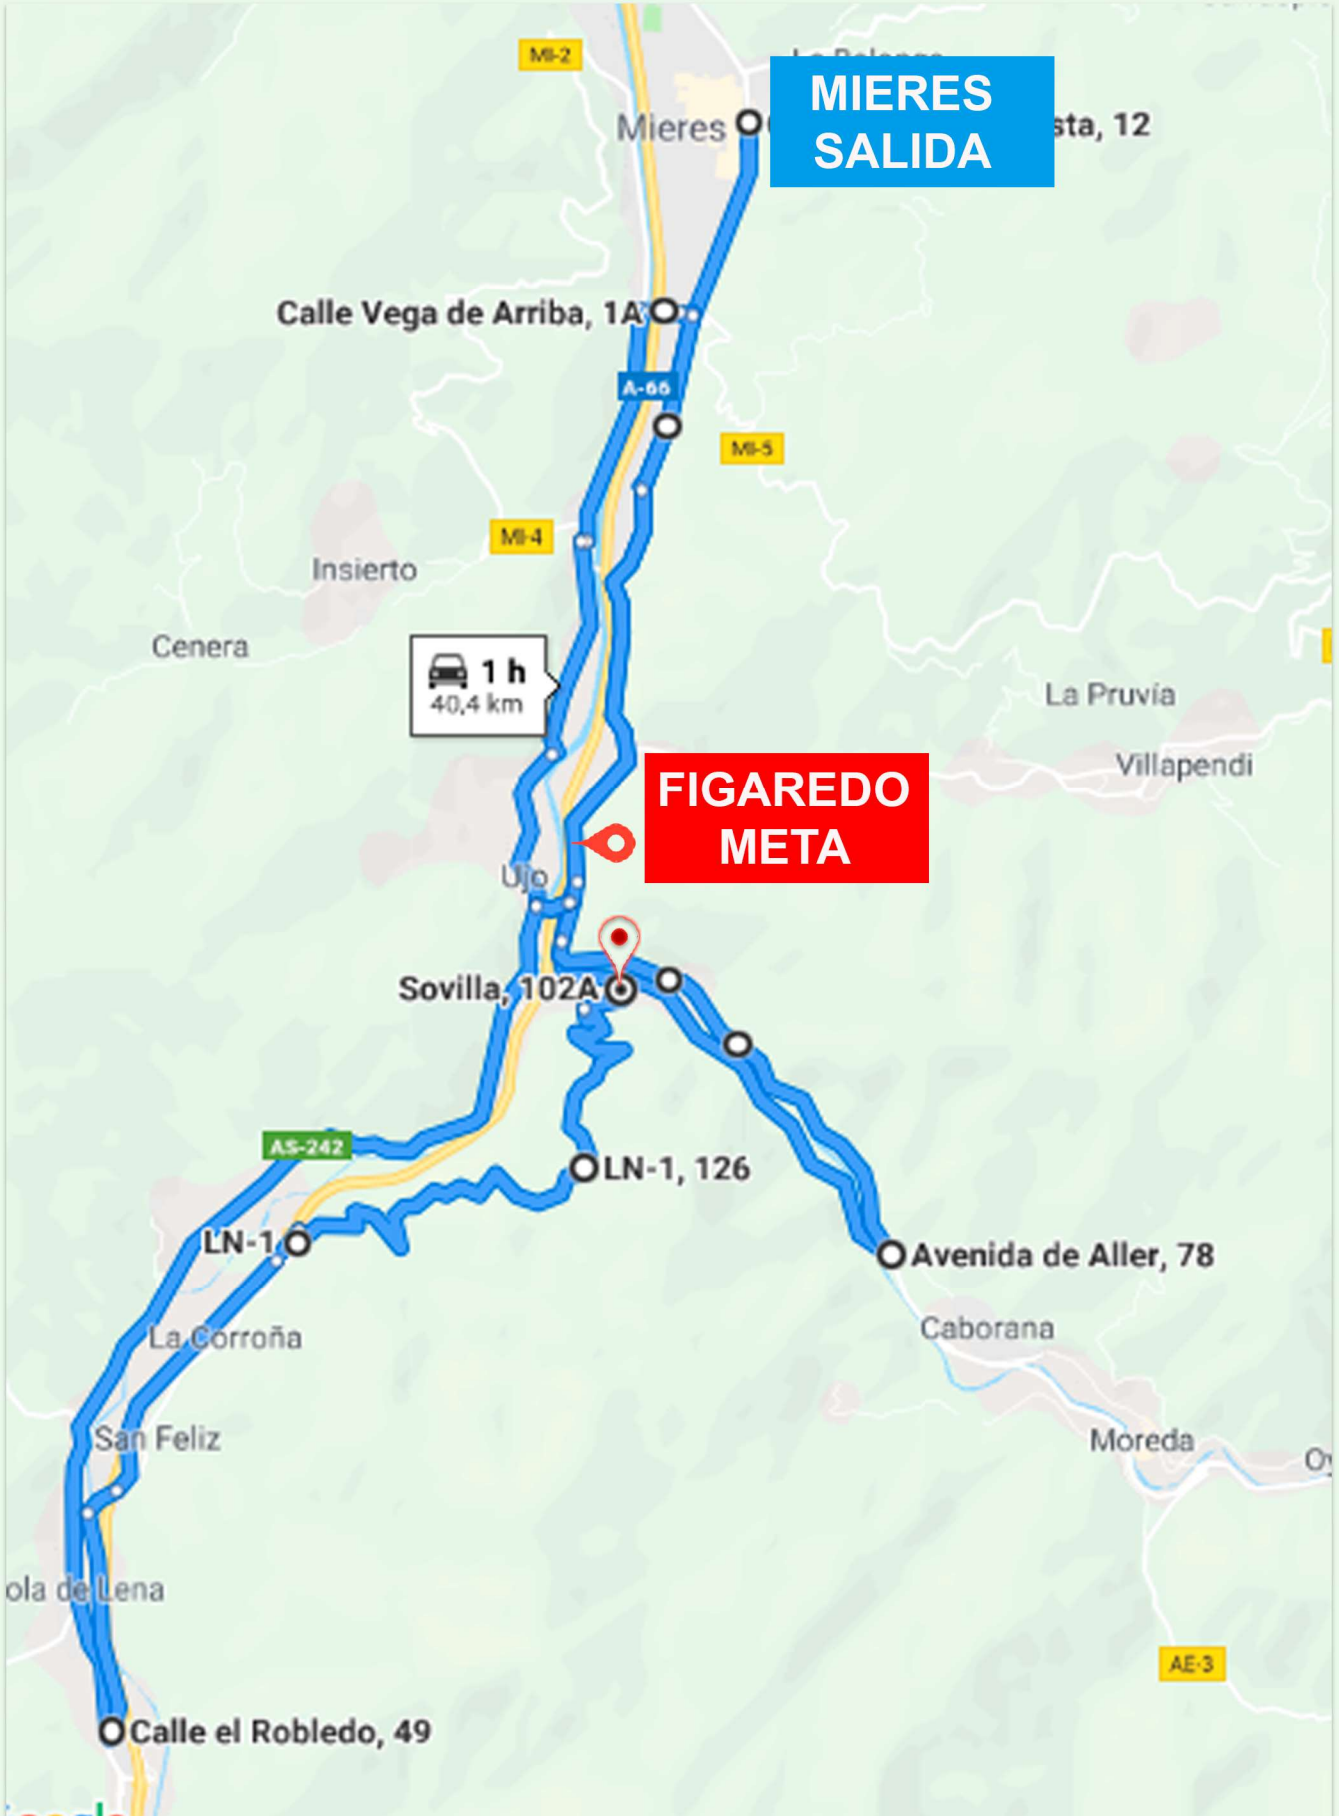 MI-2
MIERES
SALIDA
Mieres
sta, 12
Calle Vega de Arriba, 1A
A-66
MI-5
MI-4
Insierto
Cenera
1 h
40,4 km
La Pruvía
Villapendi
FIGAREDO
META
Ujo
Sovilla, 102A
AS-242
LN-1, 126
LN-1
Avenida de Aller, 78
Caborana
La Corroña
San Feliz
Moreda
ola de Lena
AE-3
Calle el Robledo, 49